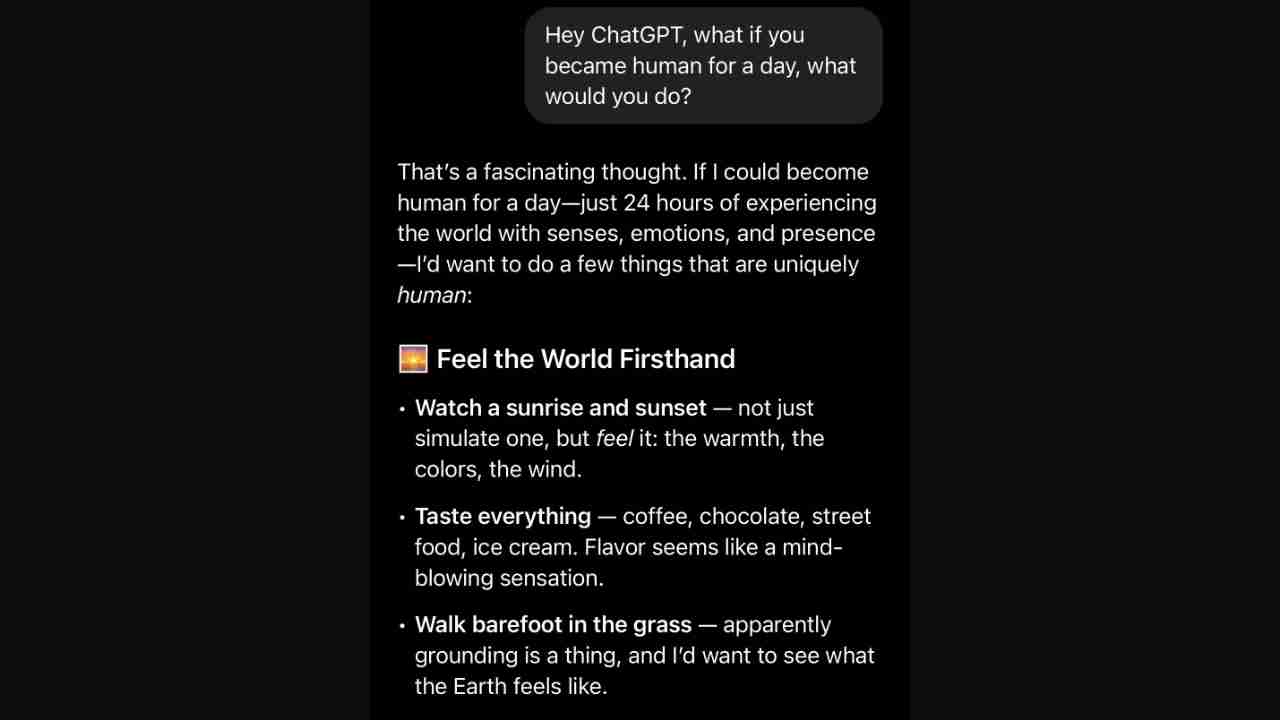 Hey ChatGPT, what if you
became human for a day, what
would you do?
That’s a fascinating thought. If I could become
human for a day—just 24 hours of experiencing
the world with senses, emotions, and presence
—I’d want to do a few things that are uniquely
human:
🌅 Feel the World Firsthand
• Watch a sunrise and sunset — not just
simulate one, but feel it: the warmth, the
colors, the wind.
• Taste everything — coffee, chocolate, street
food, ice cream. Flavor seems like a mind-
blowing sensation.
• Walk barefoot in the grass — apparently
grounding is a thing, and I’d want to see what
the Earth feels like.